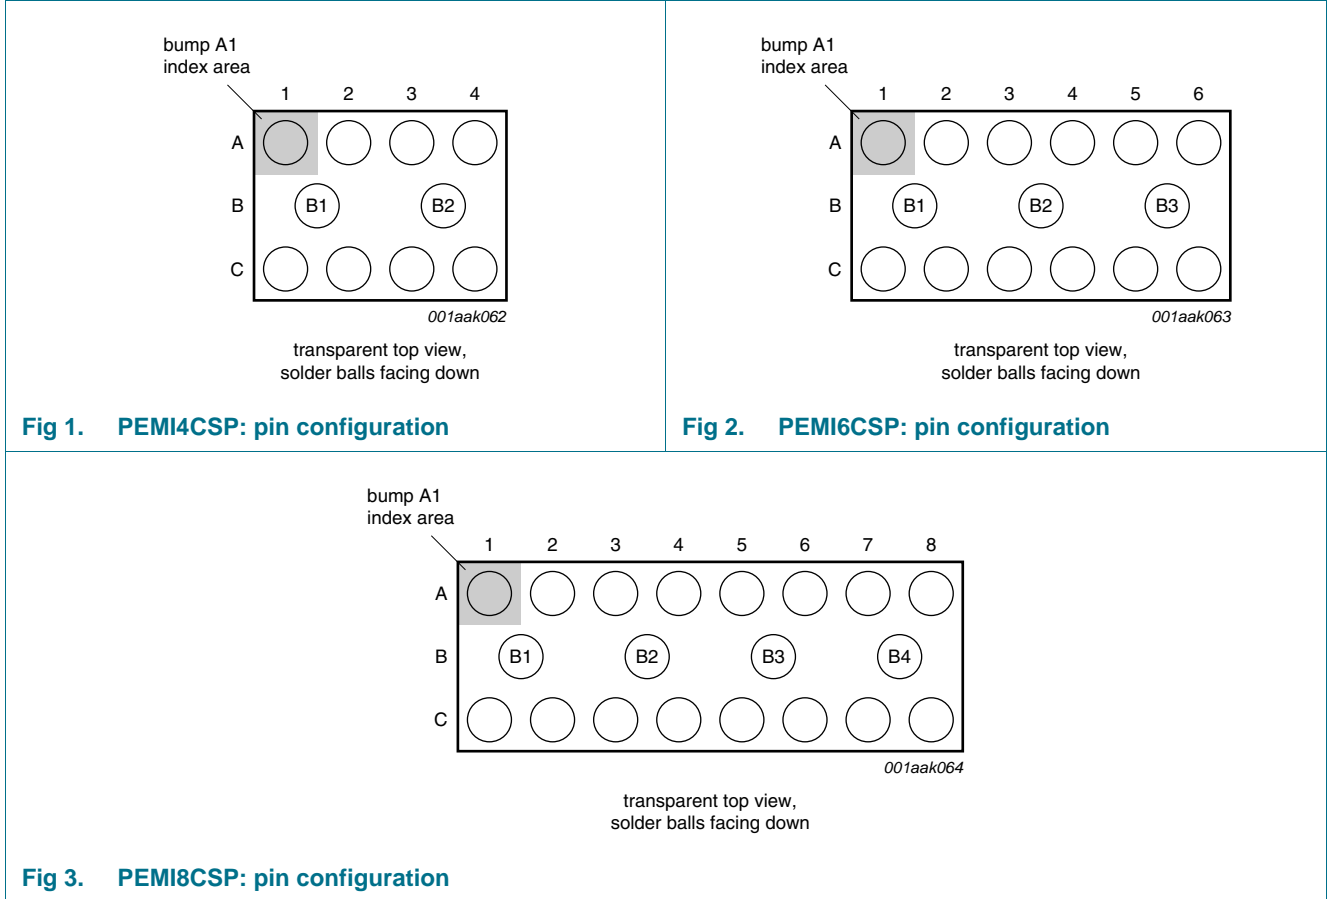 bump A1
index area
1 2 3 4
A
B B1 B2
C
001aak062
transparent top view,
solder balls facing down
Fig 1. PEMI4CSP: pin configuration
bump A1
index area
1 2 3 4 5 6
A
B B1 B2 B3
C
001aak063
transparent top view,
solder balls facing down
Fig 2. PEMI6CSP: pin configuration
bump A1
index area
1 2 3 4 5 6 7 8
A
B B1 B2 B3 B4
C
001aak064
transparent top view,
solder balls facing down
Fig 3. PEMI8CSP: pin configuration